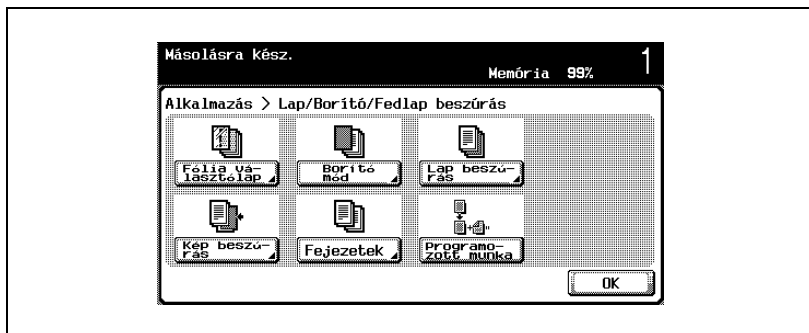 Másolásra kész.
Memória 99%
1
Alkalmazás > Lap/Borító/Fedlap beszúrás
Fólia vá-
lasztólap
Borító
mód
Lap beszú-
rás
Kép beszú-
rás
Fejezetek
Programo-
zott munka
OK